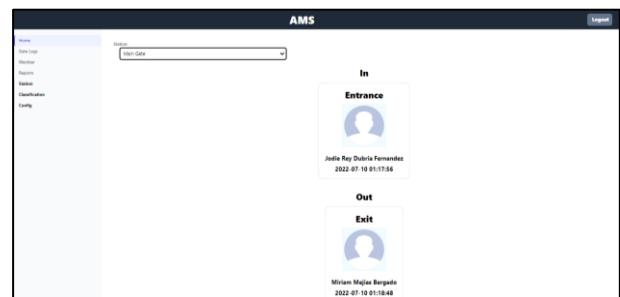 AMS
Logout
Home
Date Logs
Member
Reports
Station
Classification
Config
Station
Main Gate
In
Entrance
Jodie Rey Dubria Fernandez
2022-07-10 01:17:56
Out
Exit
Miriam Mejias Bergado
2022-07-10 01:18:48